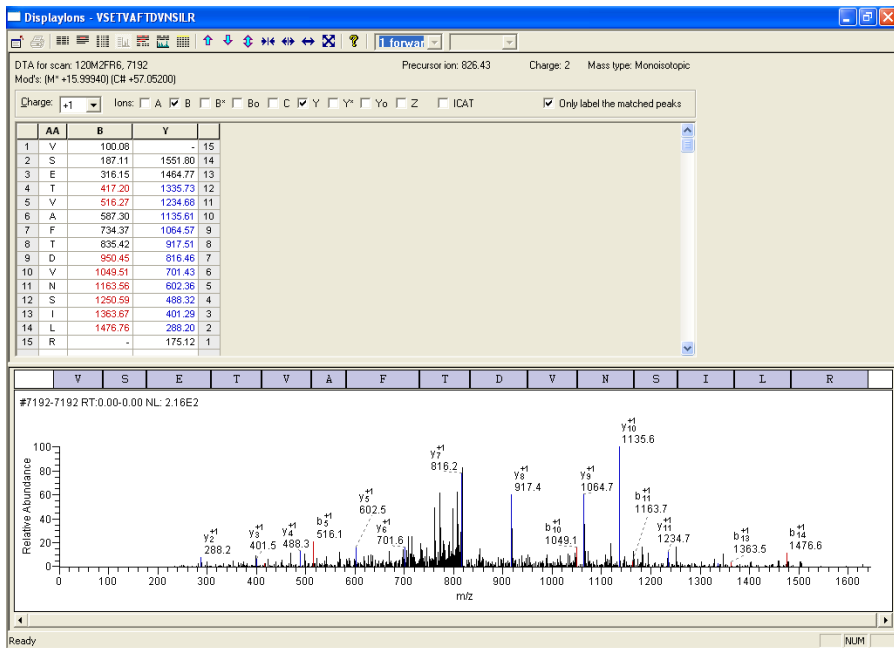 DisplayIons - VSETVAFTDVNSILR
1 forwar
DTA for scan: 120M2FR6, 7192 Precursor ion: 826.43 Charge: 2 Mass type: Monoisotopic
Mod's: (M* +15.99940) (C# +57.05200)
Charge: +1 Ions: A B B* Bo C Y Y* Yo Z ICAT Only label the matched peaks
AA B Y
1 V 100.08 - 15
2 S 187.11 1551.80 14
3 E 316.15 1464.77 13
4 T 417.20 1335.73 12
5 V 516.27 1234.68 11
6 A 587.30 1135.61 10
7 F 734.37 1064.57 9
8 T 835.42 917.51 8
9 D 950.45 816.46 7
10 V 1049.51 701.43 6
11 N 1163.56 602.36 5
12 S 1250.59 488.32 4
13 I 1363.67 401.29 3
14 L 1476.76 288.20 2
15 R - 175.12 1
V S E T V A F T D V N S I L R
#7192-7192 RT:0.00-0.00 NL: 2.16E2
Relative Abundance
100
80
60
40
20
0
y2+1
288.2
y3+1
401.5
y4+1
488.3
b5+1
516.1
y5+1
602.5
y6+1
701.6
y7+1
816.2
y8+1
917.4
b10+1
1049.1
y9+1
1064.7
y10+1
1135.6
b11+1
1163.7
y11+1
1234.7
b13+1
1363.5
b14+1
1476.6
0 100 200 300 400 500 600 700 800 900 1000 1100 1200 1300 1400 1500 1600
m/z
Ready NUM